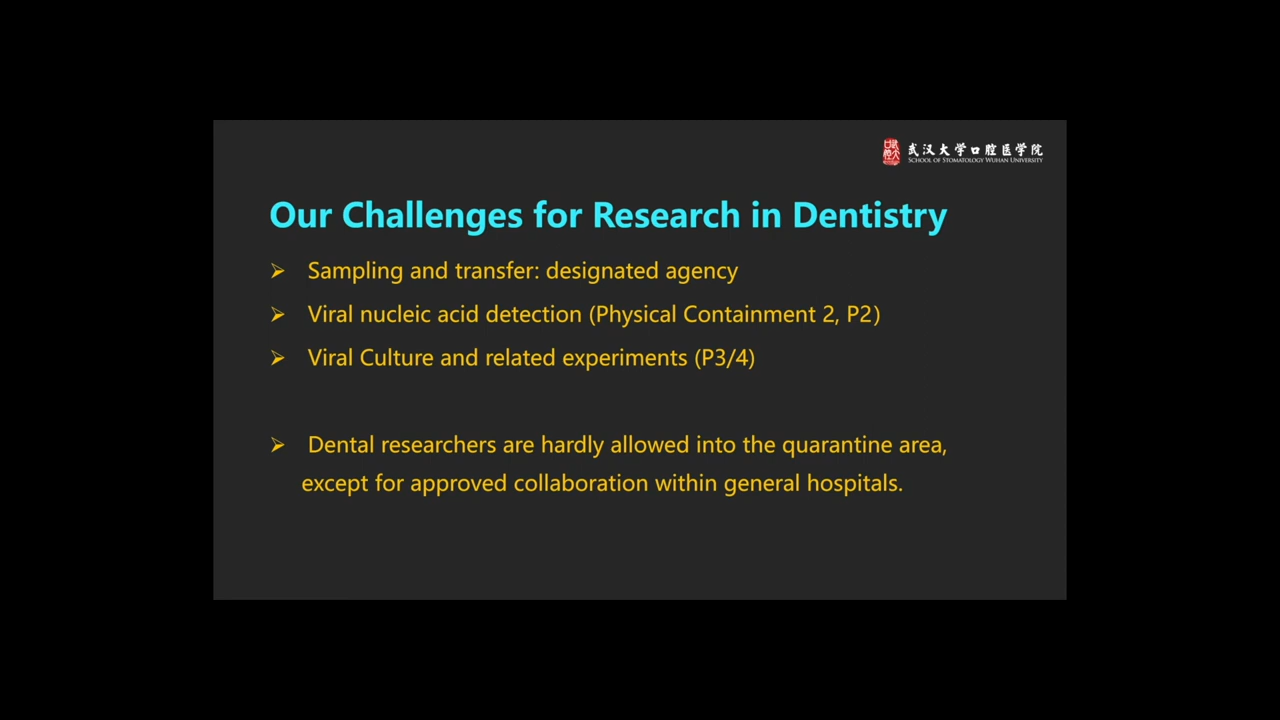 武汉大学口腔医学院
SCHOOL OF STOMATOLOGY WUHAN UNIVERSITY
Our Challenges for Research in Dentistry
➢ Sampling and transfer: designated agency
➢ Viral nucleic acid detection (Physical Containment 2, P2)
➢ Viral Culture and related experiments (P3/4)
➢ Dental researchers are hardly allowed into the quarantine area,
except for approved collaboration within general hospitals.